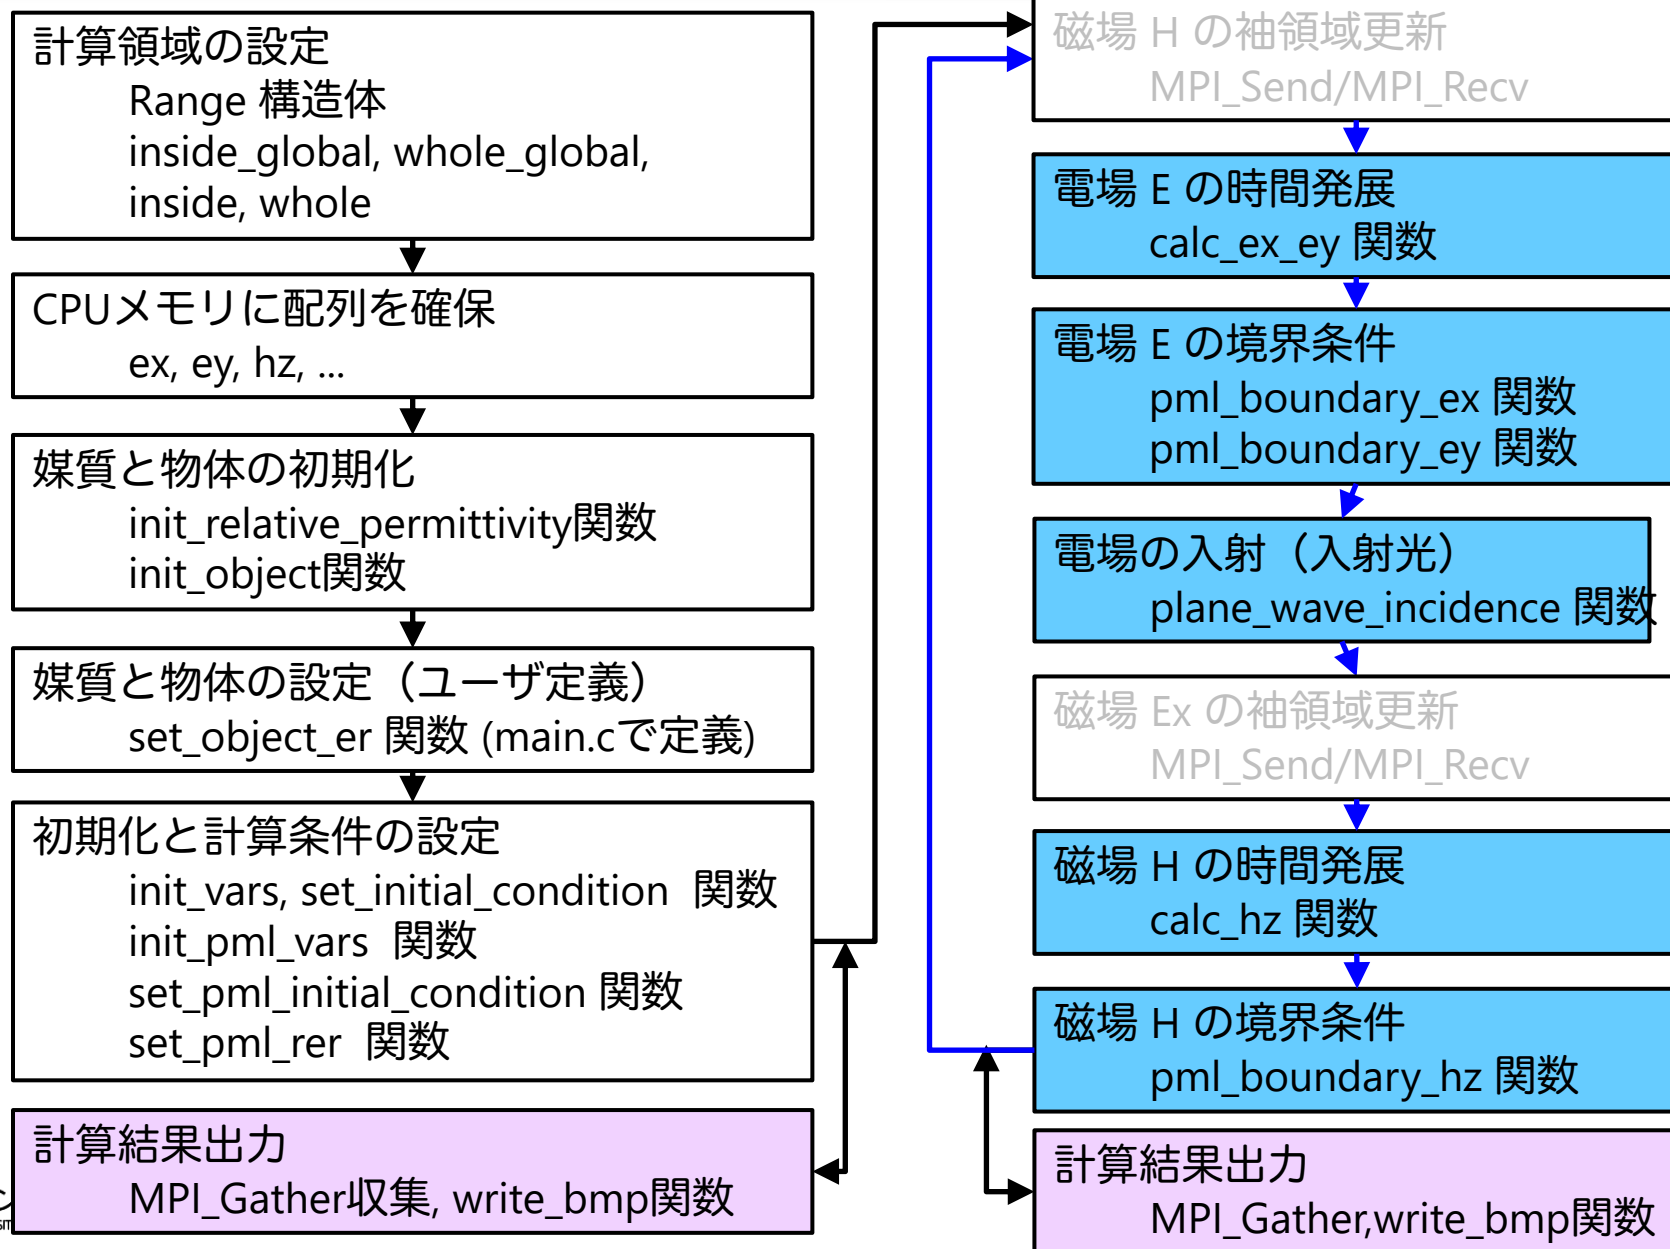 計算領域の設定
Range 構造体
inside_global, whole_global,
inside, whole
CPUメモリに配列を確保
ex, ey, hz, ...
媒質と物体の初期化
init_relative_permittivity関数
init_object関数
媒質と物体の設定（ユーザ定義）
set_object_er 関数 (main.cで定義)
初期化と計算条件の設定
init_vars, set_initial_condition 関数
init_pml_vars 関数
set_pml_initial_condition 関数
set_pml_rer 関数
計算結果出力
MPI_Gather収集, write_bmp関数
磁場 H の袖領域更新
MPI_Send/MPI_Recv
電場 E の時間発展
calc_ex_ey 関数
電場 E の境界条件
pml_boundary_ex 関数
pml_boundary_ey 関数
電場の入射（入射光）
plane_wave_incidence 関数
磁場 Ex の袖領域更新
MPI_Send/MPI_Recv
磁場 H の時間発展
calc_hz 関数
磁場 H の境界条件
pml_boundary_hz 関数
計算結果出力
MPI_Gather,write_bmp関数